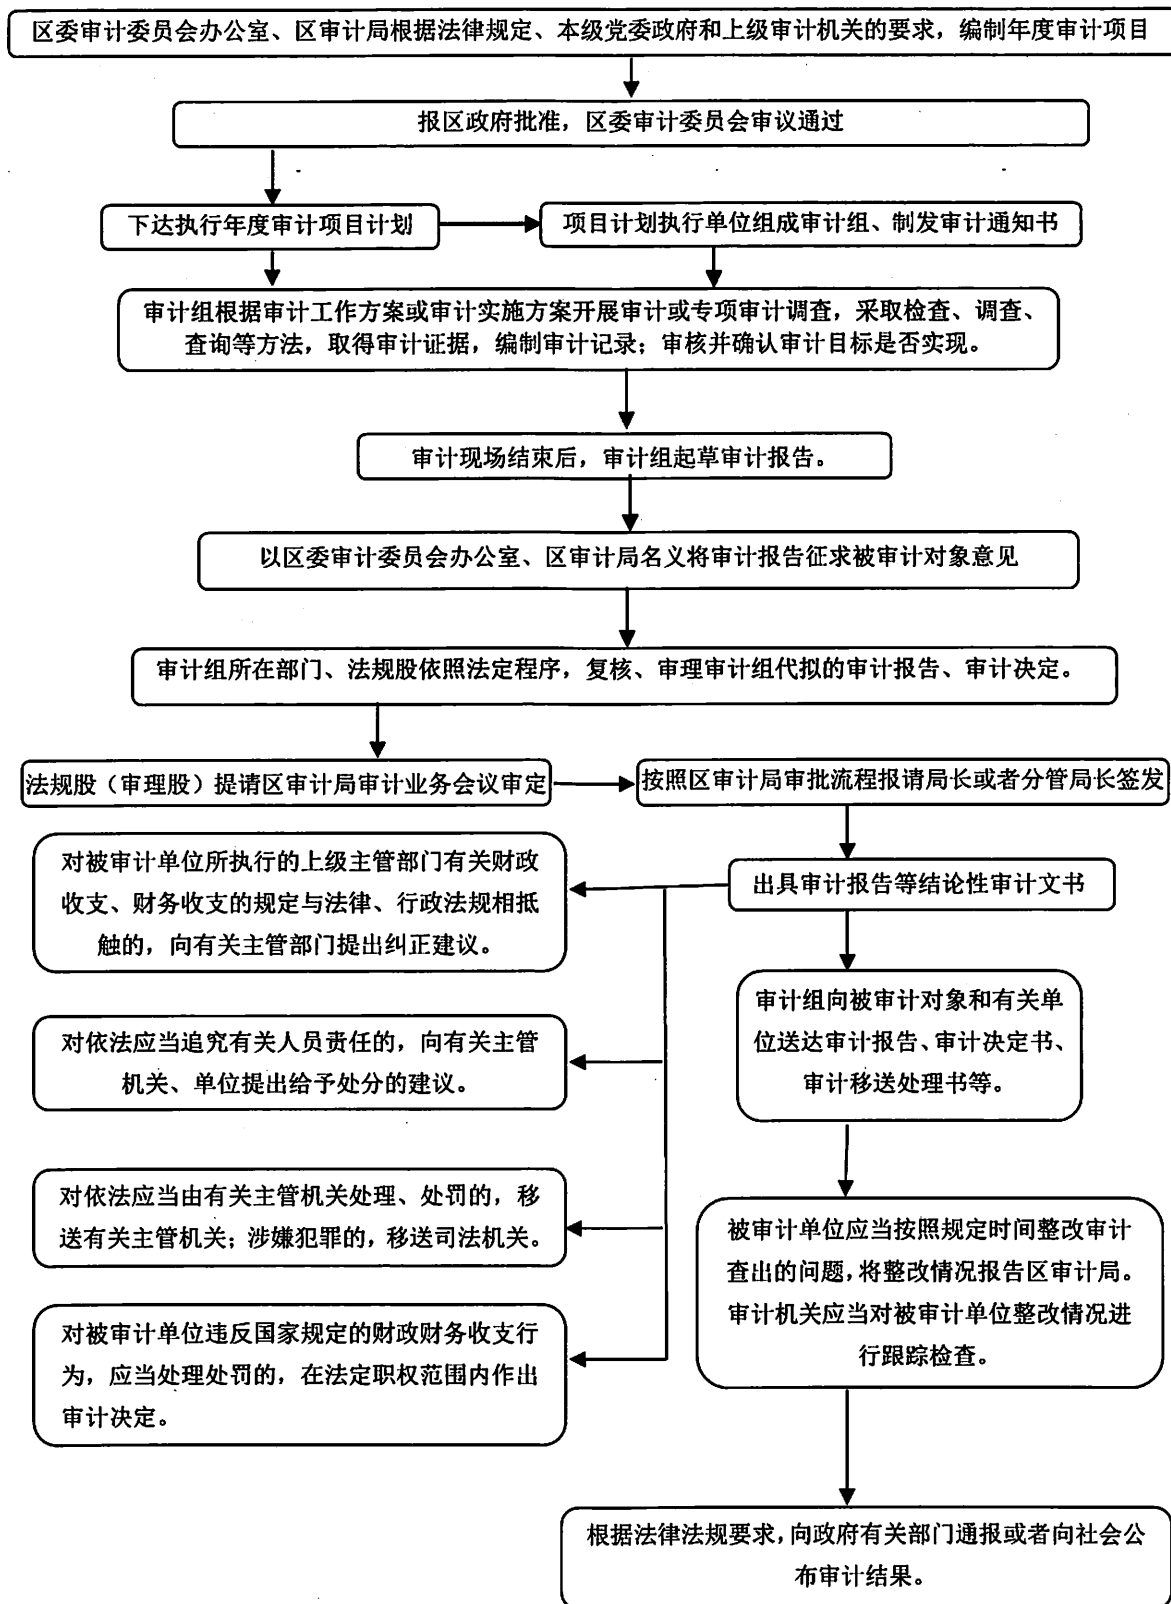 区委审计委员会办公室、区审计局根据法律规定、本级党委政府和上级审计机关的要求，编制年度审计项目
报区政府批准，区委审计委员会审议通过
下达执行年度审计项目计划
项目计划执行单位组成审计组、制发审计通知书
审计组根据审计工作方案或审计实施方案开展审计或专项审计调查，采取检查、调查、
查询等方法，取得审计证据，编制审计记录；审核并确认审计目标是否实现。
审计现场结束后，审计组起草审计报告。
以区委审计委员会办公室、区审计局名义将审计报告征求被审计对象意见
审计组所在部门、法规股依照法定程序，复核、审理审计组代拟的审计报告、审计决定。
法规股（审理股）提请区审计局审计业务会议审定
按照区审计局审批流程报请局长或者分管局长签发
出具审计报告等结论性审计文书
对被审计单位所执行的上级主管部门有关财政
收支、财务收支的规定与法律、行政法规相抵
触的，向有关主管部门提出纠正建议。
对依法应当追究有关人员责任的，向有关主管
机关、单位提出给予处分的建议。
对依法应当由有关主管机关处理、处罚的，移
送有关主管机关；涉嫌犯罪的，移送司法机关。
对被审计单位违反国家规定的财政财务收支行
为，应当处理处罚的，在法定职权范围内作出
审计决定。
审计组向被审计对象和有关单
位送达审计报告、审计决定书、
审计移送处理书等。
被审计单位应当按照规定时间整改审计
查出的问题，将整改情况报告区审计局。
审计机关应当对被审计单位整改情况进
行跟踪检查。
根据法律法规要求，向政府有关部门通报或者向社会公
布审计结果。